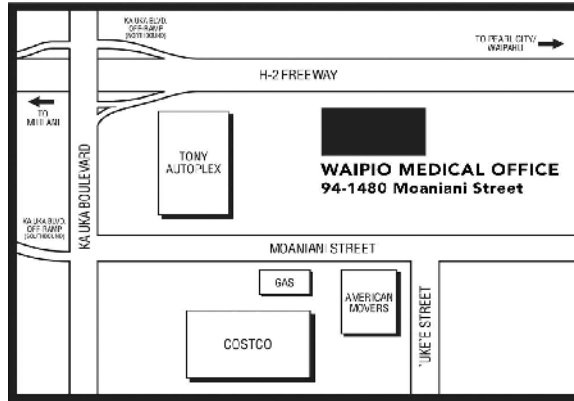 KA UKA BLVD.
OFF-RAMP
(NORTHBOUND)
TO PEARL CITY/
WAIPAHU
H-2 FREEWAY
TO
MILILANI
TONY
AUTOPLEX
WAIPIO MEDICAL OFFICE
94-1480 Moaniani Street
KA UKA BOULEVARD
KA UKA BLVD.
OFF-RAMP
(SOUTHBOUND)
MOANIANI STREET
GAS
AMERICAN
MOVERS
'UKE'E STREET
COSTCO